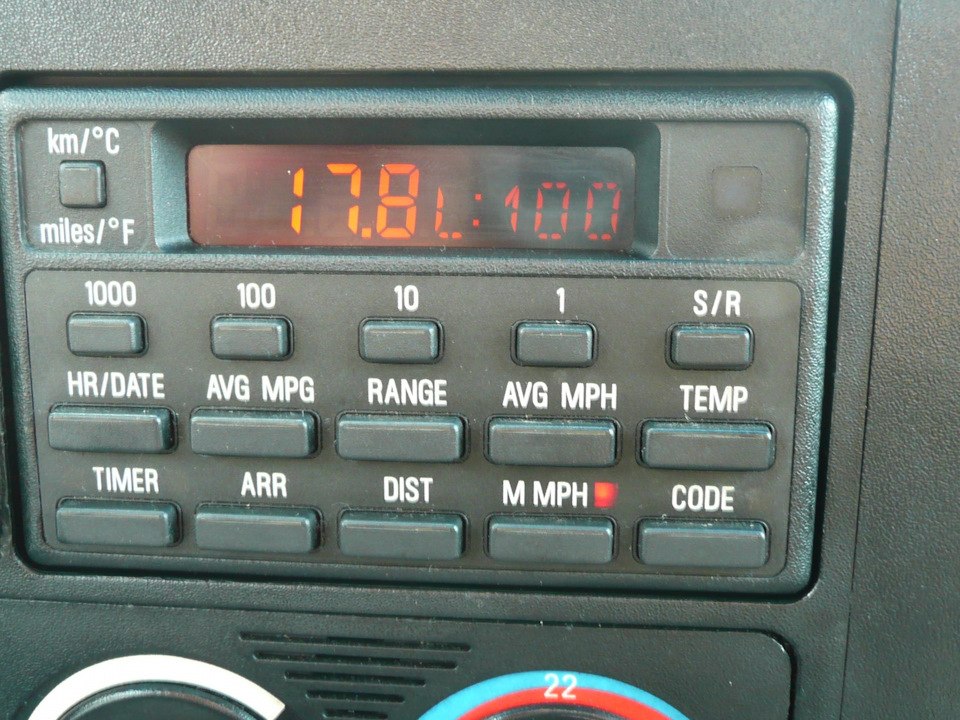 km/°C
17.8 L:100
miles/°F
1000 100 10 1 S/R
HR/DATE AVG MPG RANGE AVG MPH TEMP
TIMER ARR DIST M MPH CODE
22